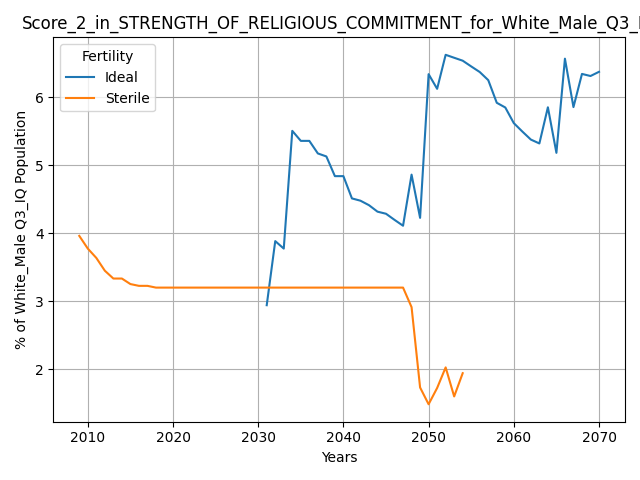 Score_2_in_STRENGTH_OF_RELIGIOUS_COMMITMENT_for_White_Male_Q3_I
Fertility
Ideal
Sterile
% of White_Male Q3_IQ Population
6
5
4
3
2
2010 2020 2030 2040 2050 2060 2070
Years